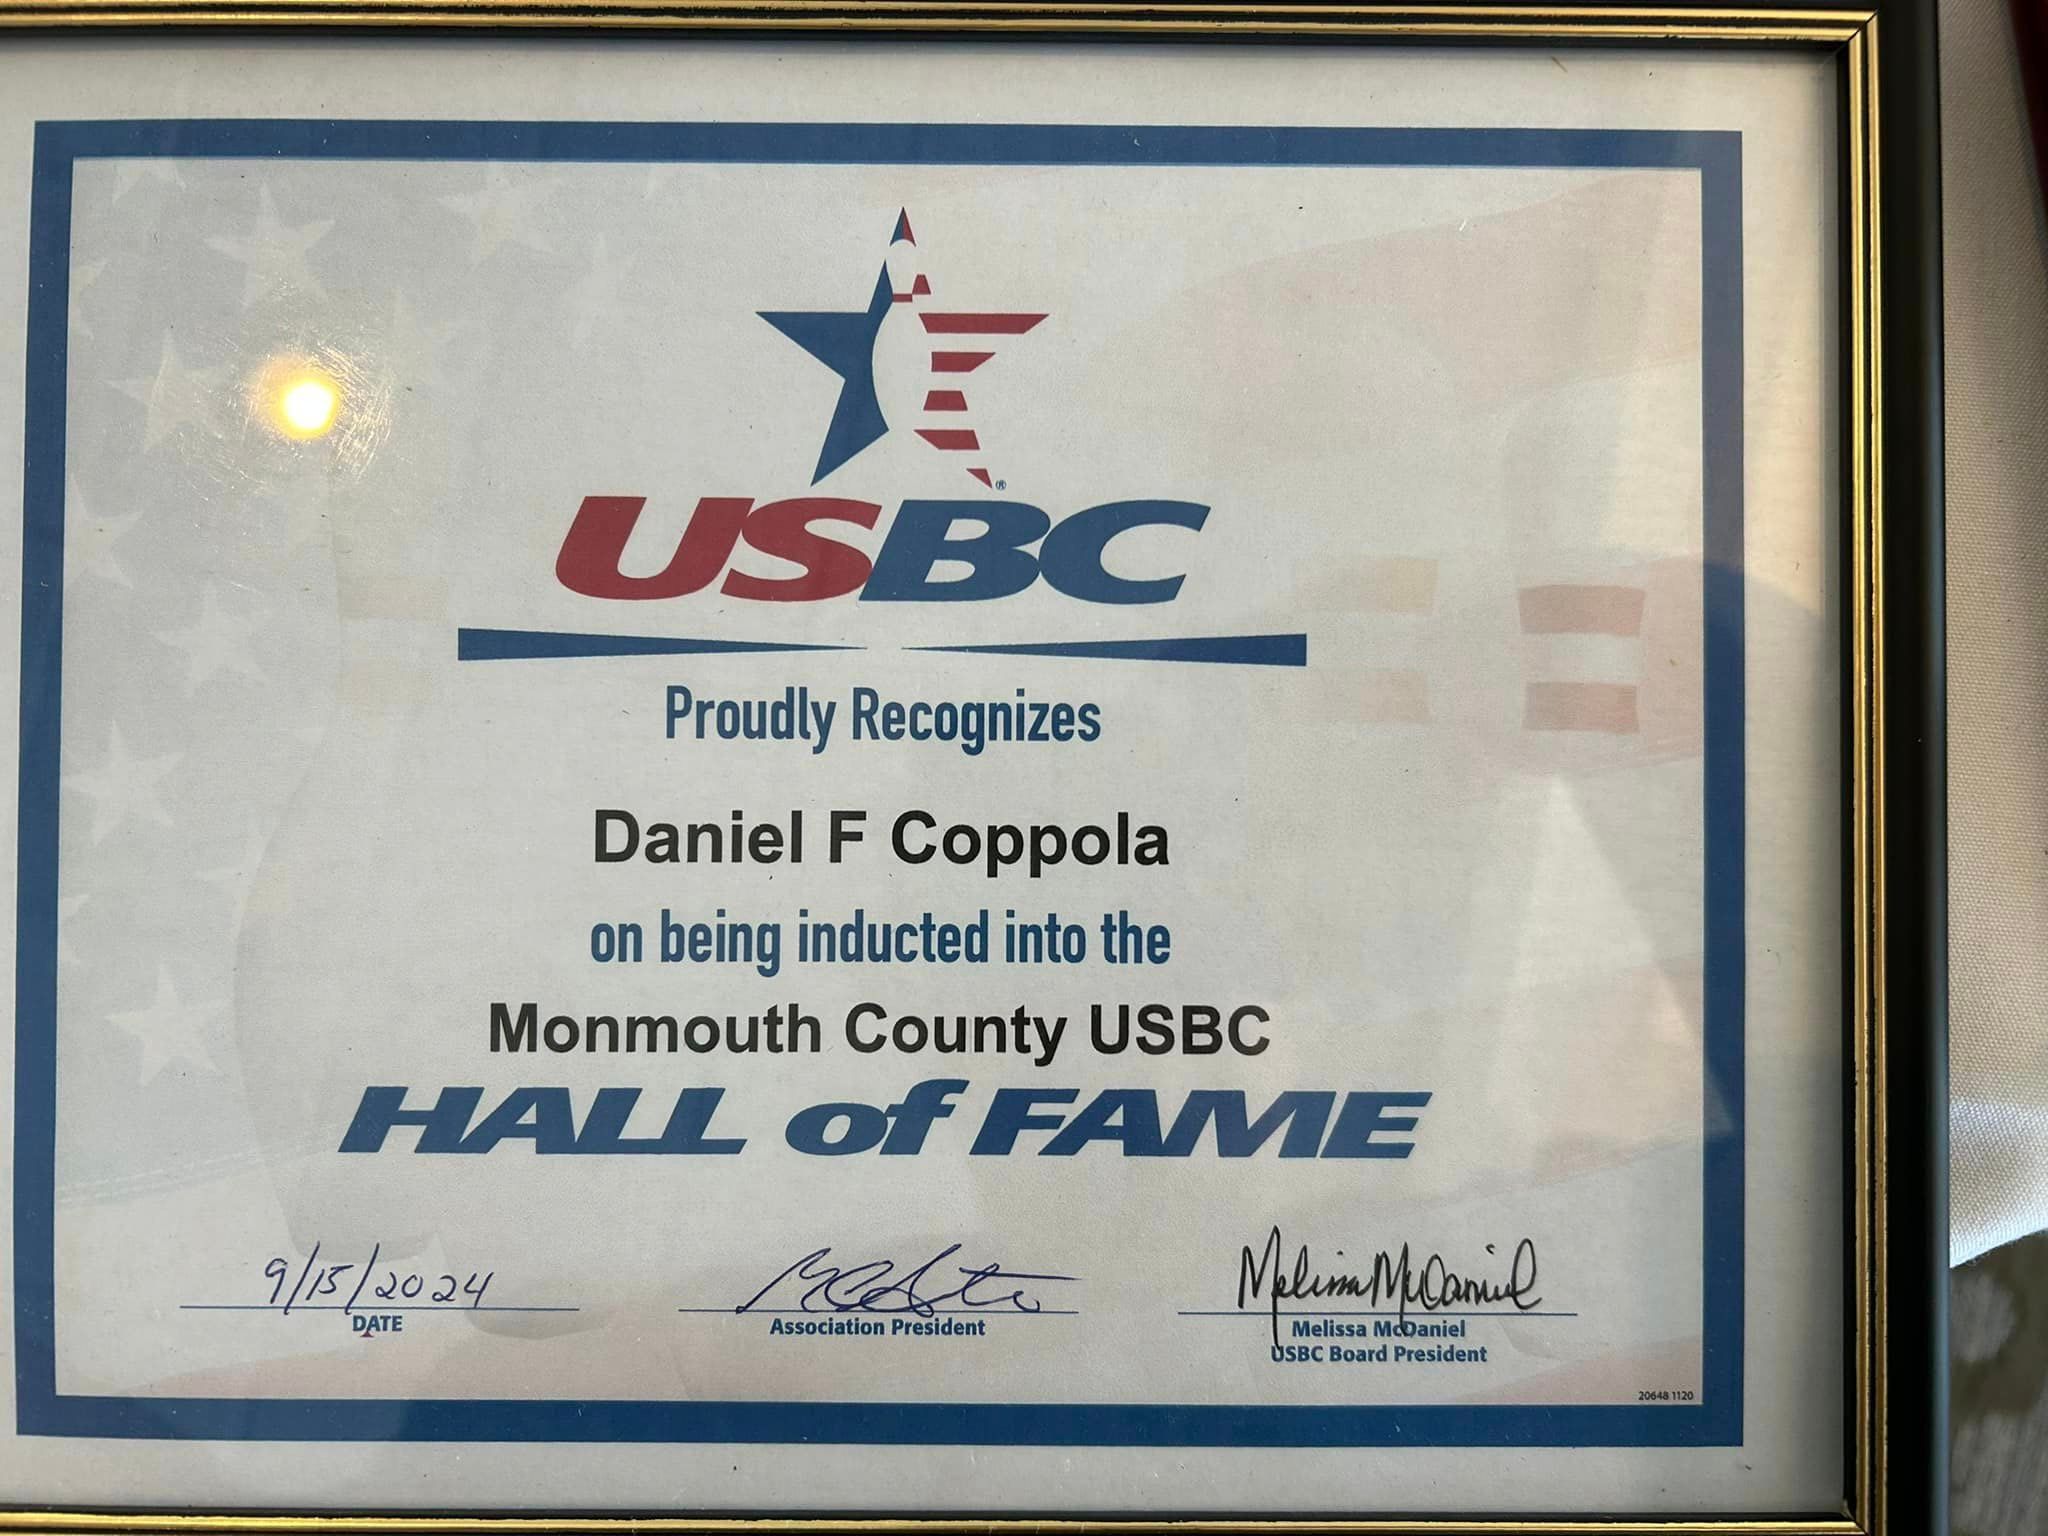 USBC
Proudly Recognizes
Daniel F Coppola
on being inducted into the
Monmouth County USBC
HALL of FAME
9/15/2024
Melissa McDaniel
DATE
Association President
Melissa McDaniel
USBC Board President
20648 1120